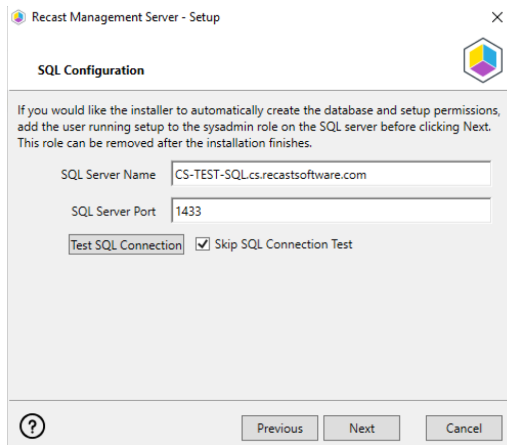 Recast Management Server - Setup
SQL Configuration
If you would like the installer to automatically create the database and setup permissions,
add the user running setup to the sysadmin role on the SQL server before clicking Next.
This role can be removed after the installation finishes.
SQL Server Name CS-TEST-SQL.cs.recastsoftware.com
SQL Server Port 1433
Test SQL Connection Skip SQL Connection Test
? Previous Next Cancel